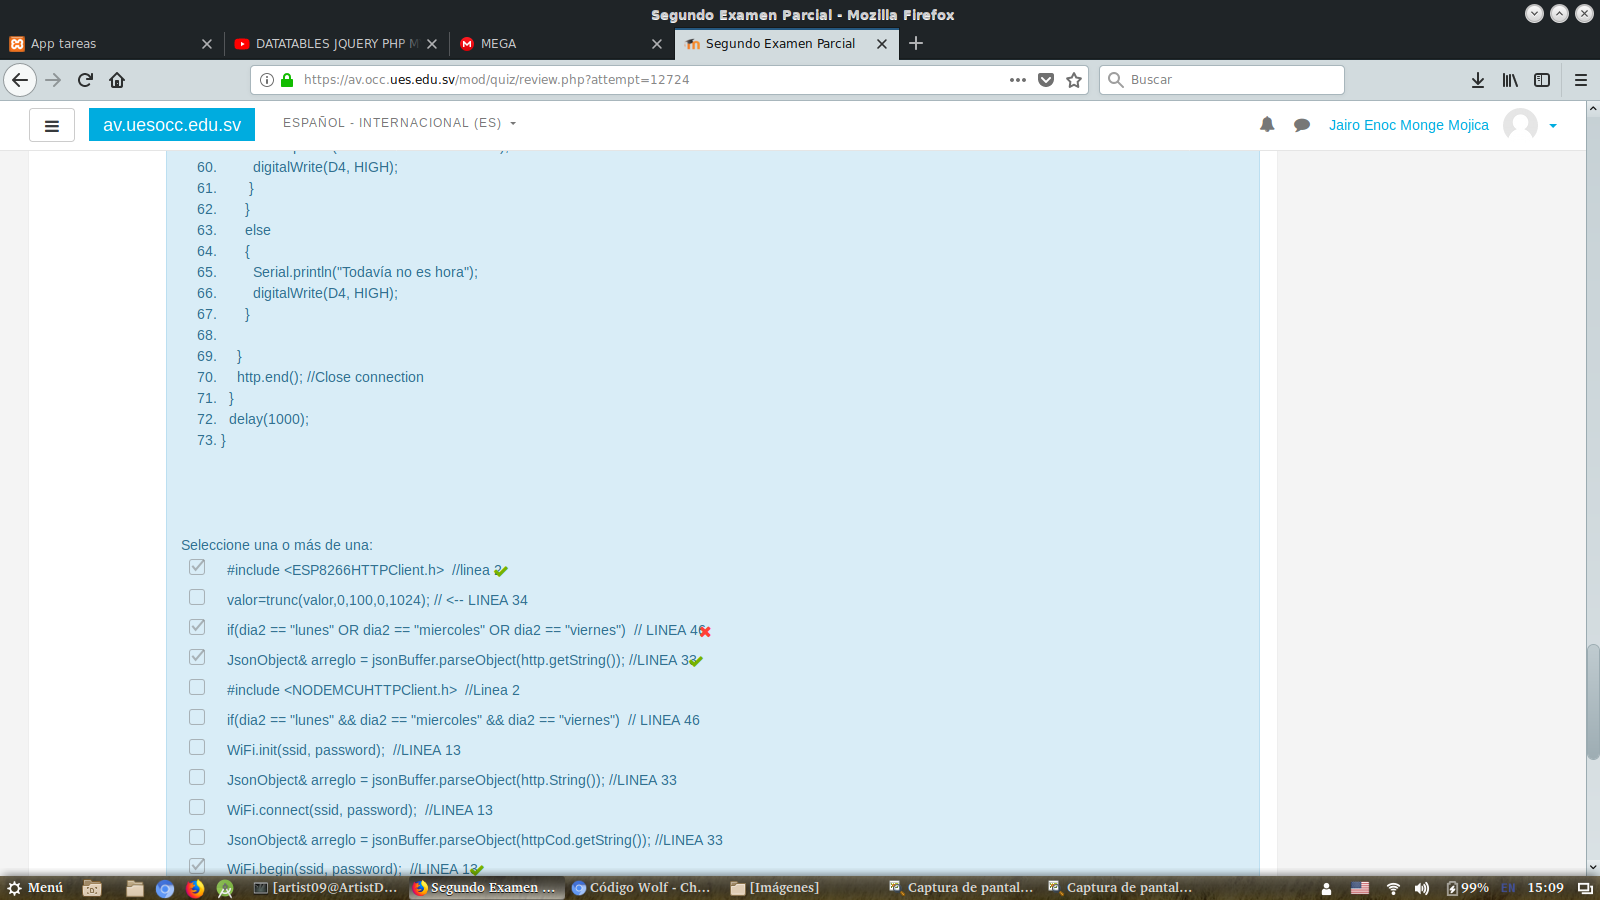 Segundo Examen Parcial - Mozilla Firefox
App tareas
DATATABLES JQUERY PHP M
MEGA
Segundo Examen Parcial
https://av.occ.ues.edu.sv/mod/quiz/review.php?attempt=12724
Buscar
av.uesocc.edu.sv
ESPAÑOL - INTERNACIONAL (ES)
Jairo Enoc Monge Mojica
60. digitalWrite(D4, HIGH);
61. }
62. }
63. else
64. {
65. Serial.println("Todavía no es hora");
66. digitalWrite(D4, HIGH);
67. }
68.
69. }
70. http.end(); //Close connection
71. }
72. delay(1000);
73. }
Seleccione una o más de una:
#include <ESP8266HTTPClient.h> //linea 2
valor=trunc(valor,0,100,0,1024); // <-- LINEA 34
if(dia2 == "lunes" OR dia2 == "miercoles" OR dia2 == "viernes") // LINEA 46
JsonObject& arreglo = jsonBuffer.parseObject(http.getString()); //LINEA 33
#include <NODEMCUHTTPClient.h> //Linea 2
if(dia2 == "lunes" && dia2 == "miercoles" && dia2 == "viernes") // LINEA 46
WiFi.init(ssid, password); //LINEA 13
JsonObject& arreglo = jsonBuffer.parseObject(http.String()); //LINEA 33
WiFi.connect(ssid, password); //LINEA 13
JsonObject& arreglo = jsonBuffer.parseObject(httpCod.getString()); //LINEA 33
WiFi.begin(ssid, password); //LINEA 13
Menú
[artist09@ArtistD...
Segundo Examen ...
Código Wolf - Ch...
[Imágenes]
Captura de pantal...
Captura de pantal...
99%
EN
15:09